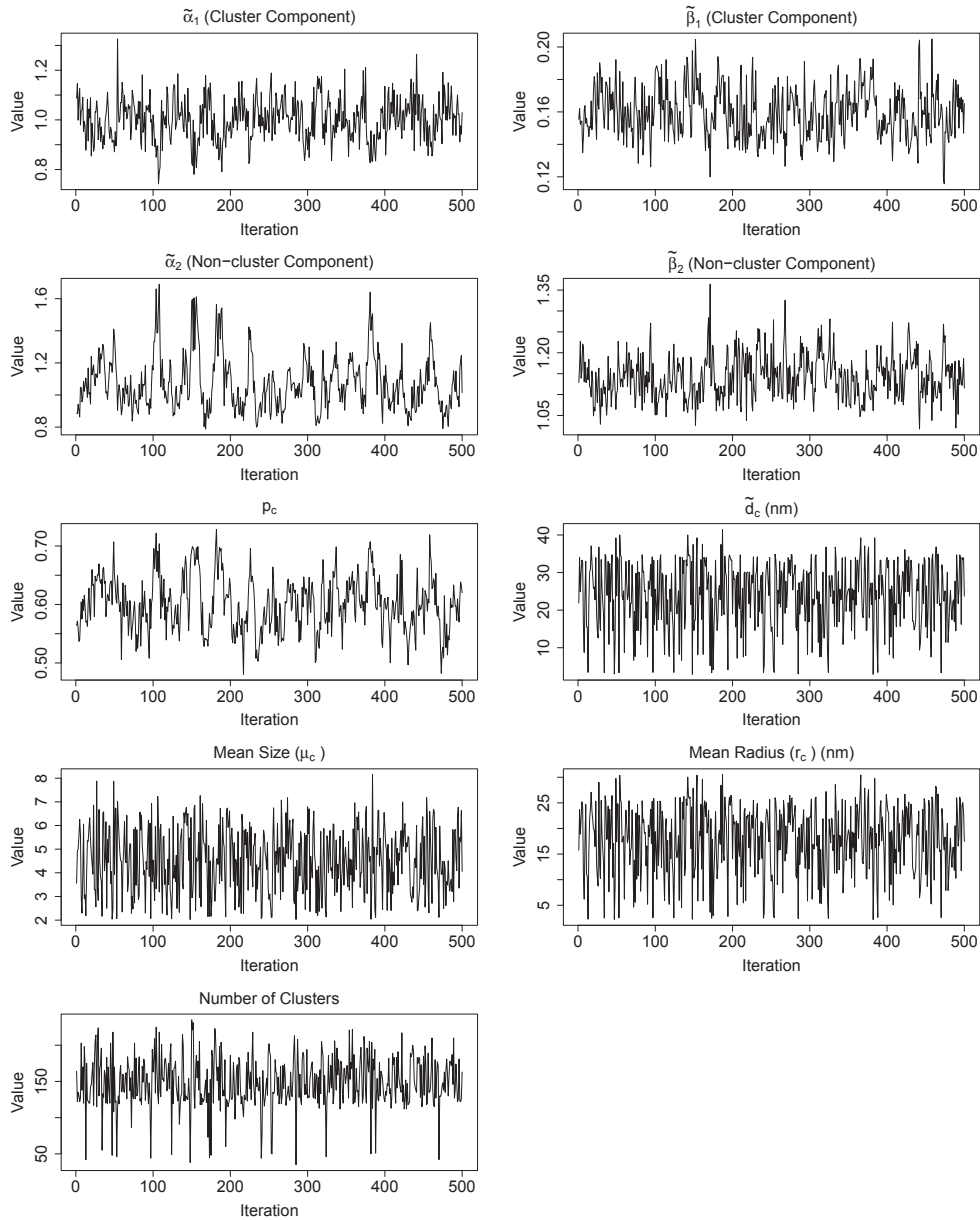 α̃₁ (Cluster Component)
Value
0.8 1.0 1.2
0 100 200 300 400 500
Iteration
β̃₁ (Cluster Component)
Value
0.12 0.16 0.20
0 100 200 300 400 500
Iteration
α̃₂ (Non−cluster Component)
Value
0.8 1.2 1.6
0 100 200 300 400 500
Iteration
β̃₂ (Non−cluster Component)
Value
1.05 1.20 1.35
0 100 200 300 400 500
Iteration
p_c
Value
0.50 0.60 0.70
0 100 200 300 400 500
Iteration
d̃_c (nm)
Value
10 20 30 40
0 100 200 300 400 500
Iteration
Mean Size (μ_c )
Value
2 3 4 5 6 7 8
0 100 200 300 400 500
Iteration
Mean Radius (r_c ) (nm)
Value
5 15 25
0 100 200 300 400 500
Iteration
Number of Clusters
Value
50 150
0 100 200 300 400 500
Iteration